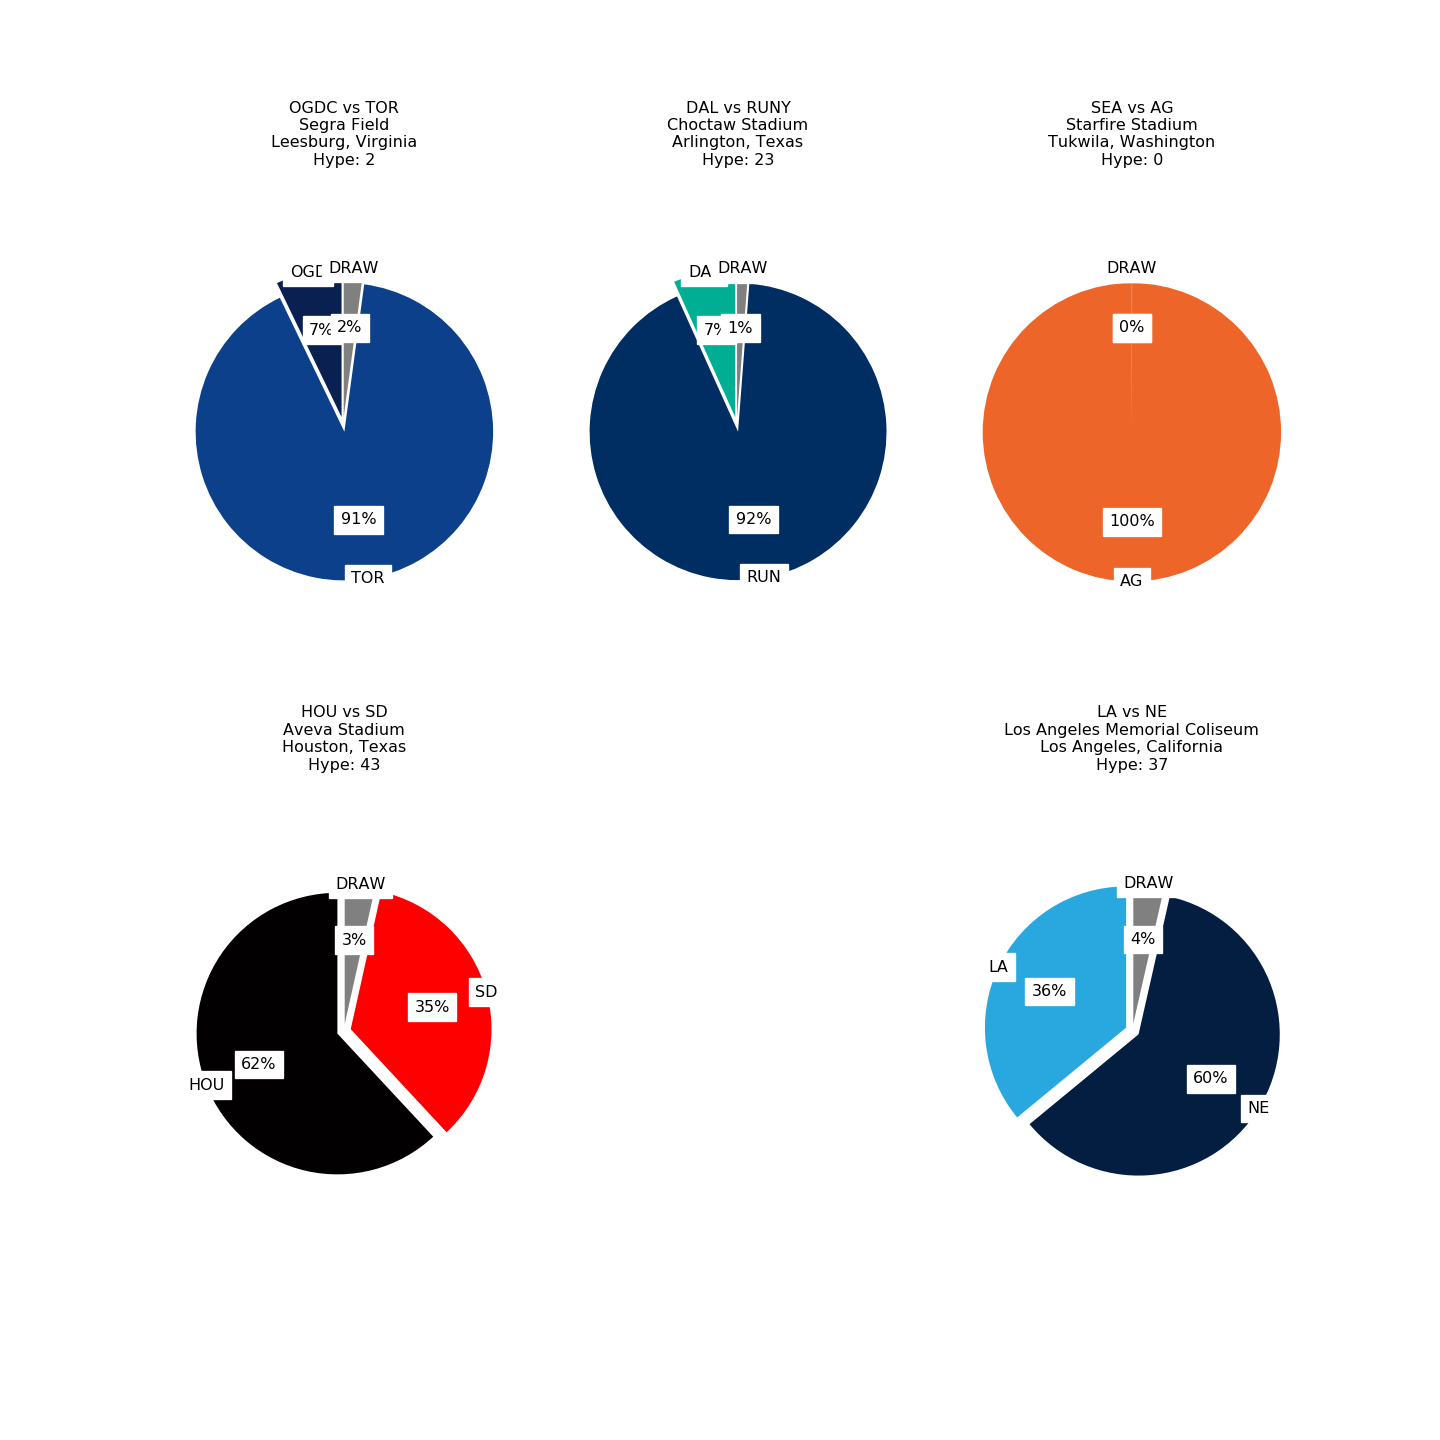 OGDC vs TOR
Segra Field
Leesburg, Virginia
Hype: 2
DAL vs RUNY
Choctaw Stadium
Arlington, Texas
Hype: 23
SEA vs AG
Starfire Stadium
Tukwila, Washington
Hype: 0
DRAW
7%
2%
91%
TOR
DA
DRAW
1%
92%
RUN
DRAW
0%
100%
AG
HOU vs SD
Aveva Stadium
Houston, Texas
Hype: 43
LA vs NE
Los Angeles Memorial Coliseum
Los Angeles, California
Hype: 37
DRAW
3%
SD
35%
62%
HOU
DRAW
4%
LA
36%
60%
NE